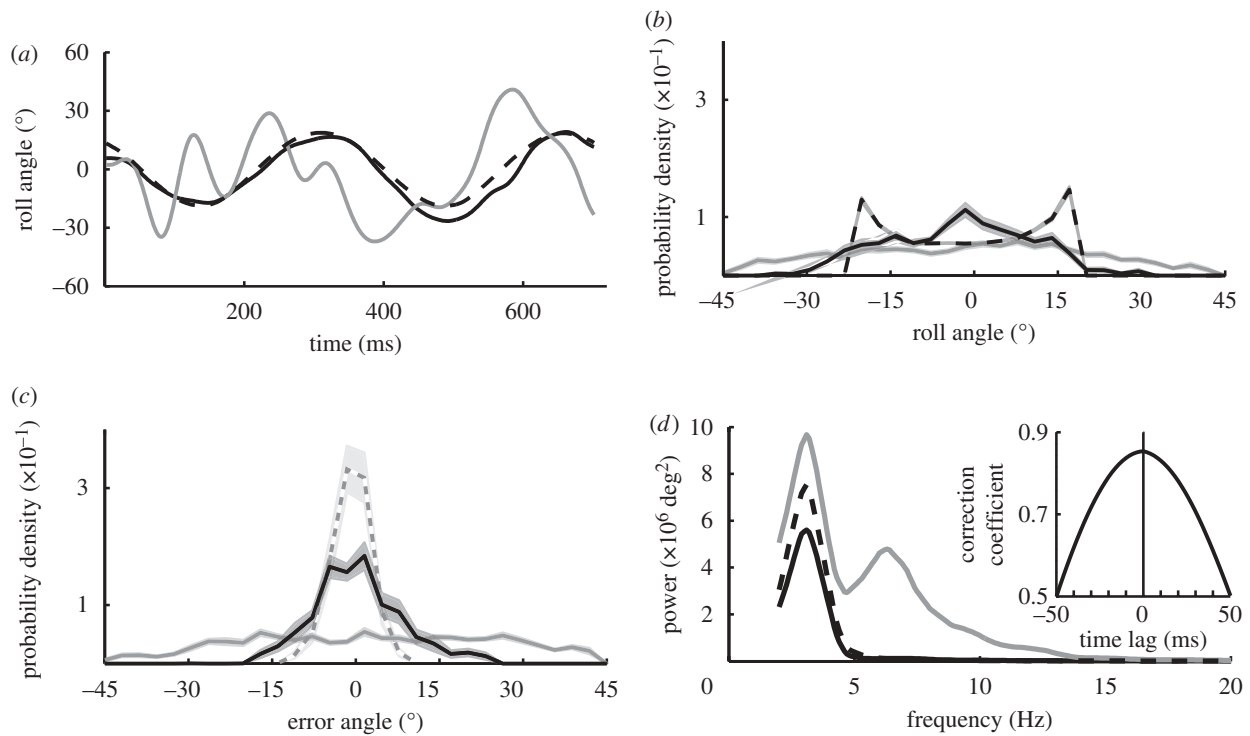 (a)
60
30
0
–30
–60
roll angle (°)
200
400
600
time (ms)
(b)
3
1
probability density (×10⁻¹)
–45
–30
–15
0
15
30
45
roll angle (°)
(c)
3
1
probability density (×10⁻¹)
–45
–30
–15
0
15
30
45
error angle (°)
(d)
10
8
6
4
2
0
power (×10⁶ deg²)
5
10
15
20
frequency (Hz)
0.9
0.7
0.5
correction
coefficient
–50
0
50
time lag (ms)